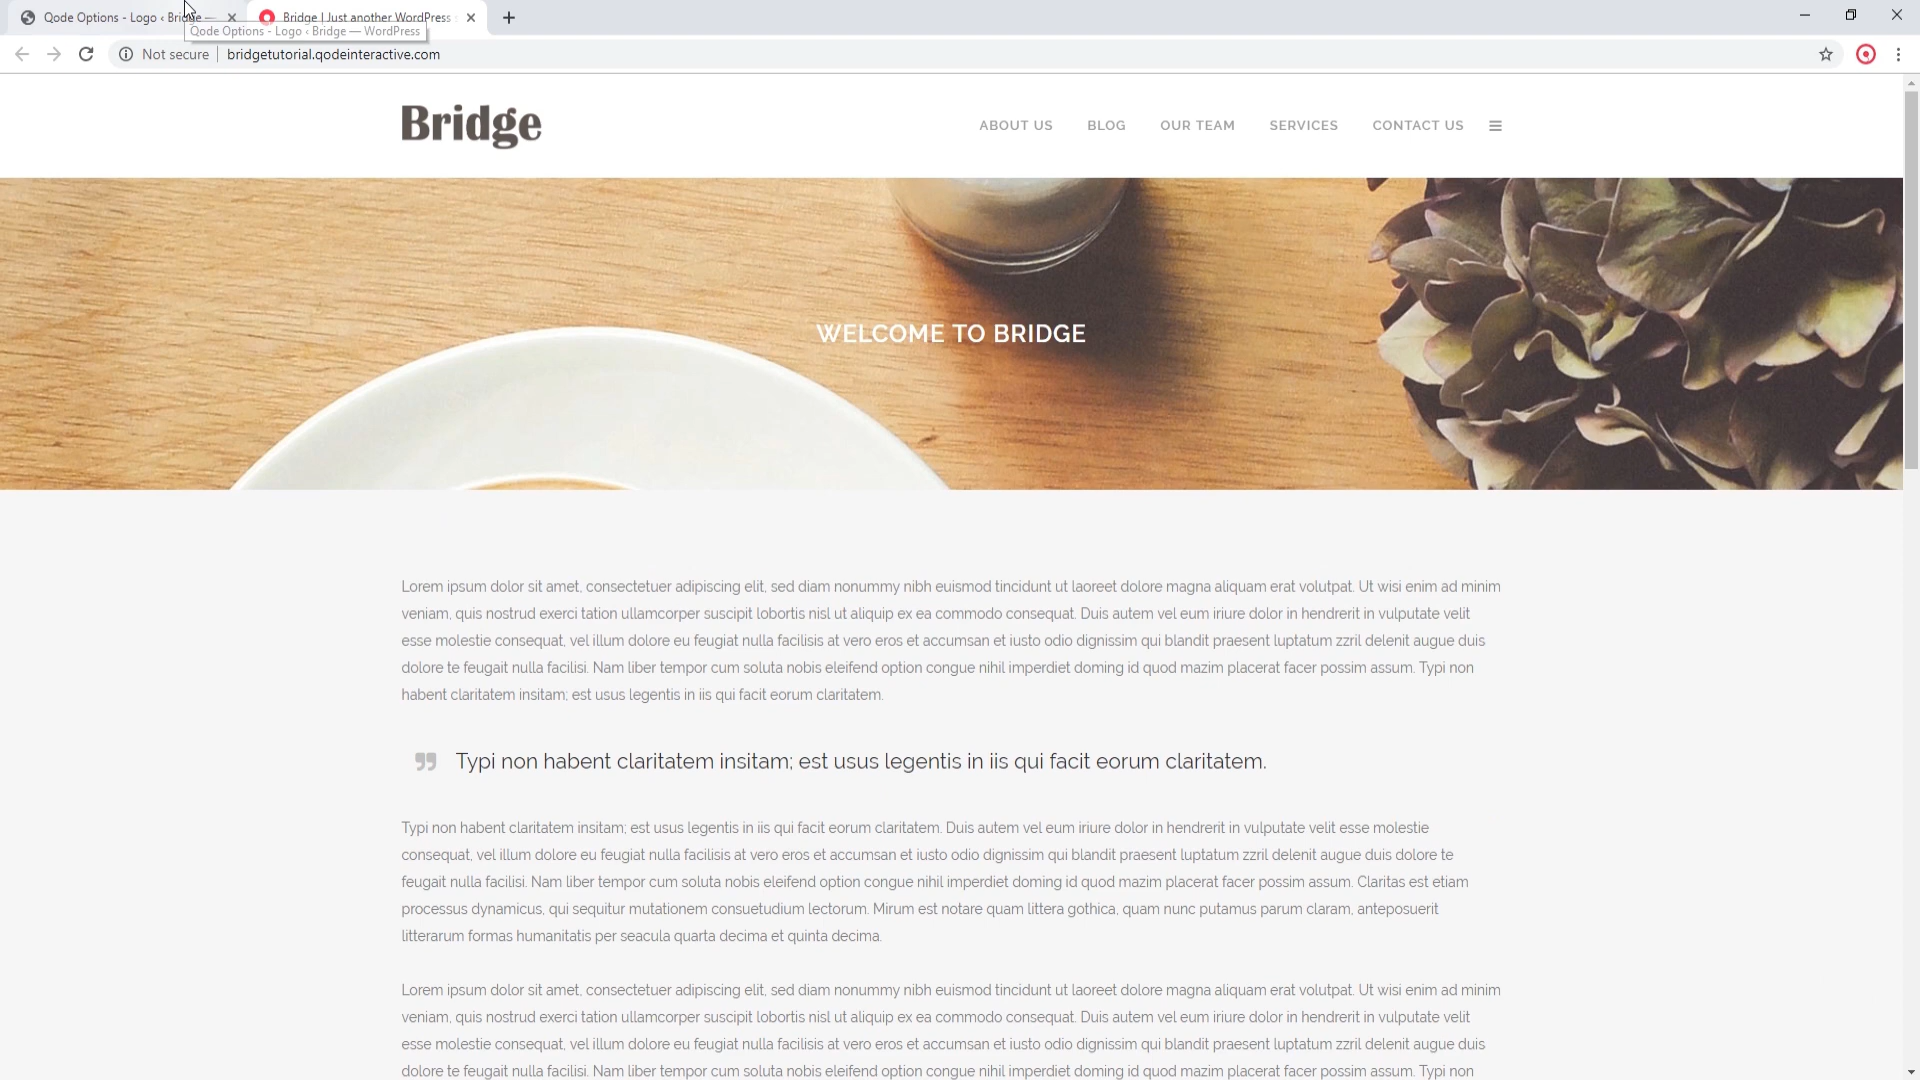 Qode Options - Logo ‹ Bridge —
Bridge | Just another WordPress
Qode Options - Logo ‹ Bridge — WordPress
Not secure
bridgetutorial.qodeinteractive.com
Bridge
ABOUT US
BLOG
OUR TEAM
SERVICES
CONTACT US
WELCOME TO BRIDGE
Lorem ipsum dolor sit amet, consectetuer adipiscing elit, sed diam nonummy nibh euismod tincidunt ut laoreet dolore magna aliquam erat volutpat. Ut wisi enim ad minim
veniam, quis nostrud exerci tation ullamcorper suscipit lobortis nisl ut aliquip ex ea commodo consequat. Duis autem vel eum iriure dolor in hendrerit in vulputate velit
esse molestie consequat, vel illum dolore eu feugiat nulla facilisis at vero eros et accumsan et iusto odio dignissim qui blandit praesent luptatum zzril delenit augue duis
dolore te feugait nulla facilisi. Nam liber tempor cum soluta nobis eleifend option congue nihil imperdiet doming id quod mazim placerat facer possim assum. Typi non
habent claritatem insitam; est usus legentis in iis qui facit eorum claritatem.
Typi non habent claritatem insitam; est usus legentis in iis qui facit eorum claritatem.
Typi non habent claritatem insitam; est usus legentis in iis qui facit eorum claritatem. Duis autem vel eum iriure dolor in hendrerit in vulputate velit esse molestie
consequat, vel illum dolore eu feugiat nulla facilisis at vero eros et accumsan et iusto odio dignissim qui blandit praesent luptatum zzril delenit augue duis dolore te
feugait nulla facilisi. Nam liber tempor cum soluta nobis eleifend option congue nihil imperdiet doming id quod mazim placerat facer possim assum. Claritas est etiam
processus dynamicus, qui sequitur mutationem consuetudium lectorum. Mirum est notare quam littera gothica, quam nunc putamus parum claram, anteposuerit
litterarum formas humanitatis per seacula quarta decima et quinta decima.
Lorem ipsum dolor sit amet, consectetuer adipiscing elit, sed diam nonummy nibh euismod tincidunt ut laoreet dolore magna aliquam erat volutpat. Ut wisi enim ad minim
veniam, quis nostrud exerci tation ullamcorper suscipit lobortis nisl ut aliquip ex ea commodo consequat. Duis autem vel eum iriure dolor in hendrerit in vulputate velit
esse molestie consequat, vel illum dolore eu feugiat nulla facilisis at vero eros et accumsan et iusto odio dignissim qui blandit praesent luptatum zzril delenit augue duis
dolore te feugait nulla facilisi. Nam liber tempor cum soluta nobis eleifend option congue nihil imperdiet doming id quod mazim placerat facer possim assum. Typi non